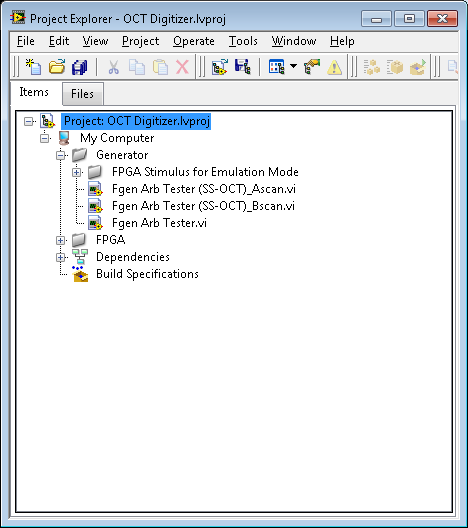 Project Explorer - OCT Digitizer.lvproj
File Edit View Project Operate Tools Window Help
Items Files
Project: OCT Digitizer.lvproj
My Computer
Generator
FPGA Stimulus for Emulation Mode
Fgen Arb Tester (SS-OCT)_Ascan.vi
Fgen Arb Tester (SS-OCT)_Bscan.vi
Fgen Arb Tester.vi
FPGA
Dependencies
Build Specifications